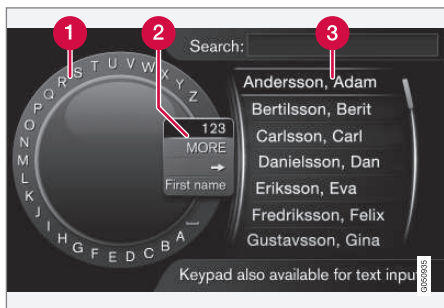 1
2
3
Search:
A B C D E F G H I J K L M N O P Q R S T U V W X Y Z
123
MORE
→
First name
Andersson, Adam
Bertilsson, Berit
Carlsson, Carl
Danielsson, Dan
Eriksson, Eva
Fredriksson, Felix
Gustavsson, Gina
Keypad also available for text input
G050935